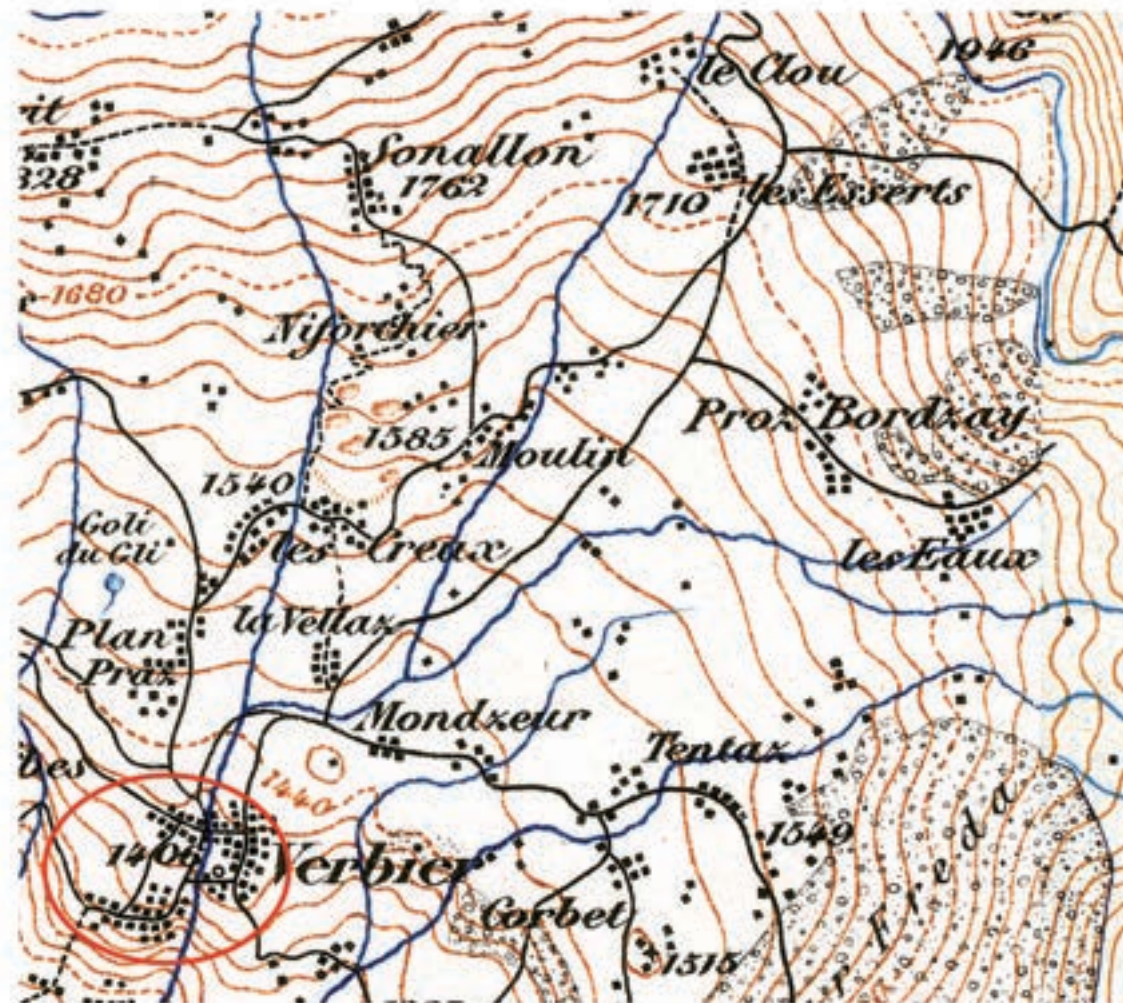 le Clou
1946
Sonallon
1762
328
1710
les Esserts
1680
Niforchier
1585
Proz Bordzay
Moulin
1540
Goli
du Gli
les Creux
les Eaux
la Vellaz
Plan
Praz
Mondzeur
Tentaz
1440
1549
1406
Verbier
Freda
Corbet
1515